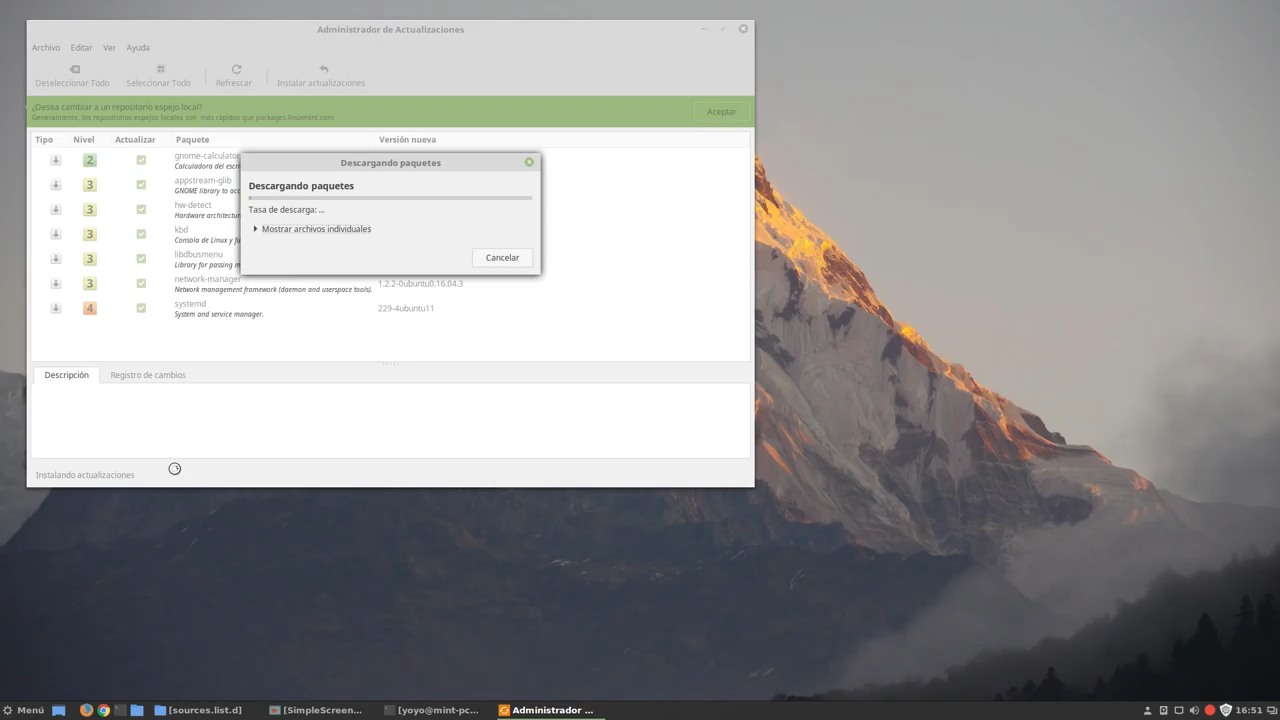 Administrador de Actualizaciones
Archivo Editar Ver Ayuda
Deseleccionar Todo Seleccionar Todo Refrescar Instalar actualizaciones
¿Desea cambiar a un repositorio espejo local?
Generalmente, los repositorios espejos locales son más rápidos que packages.linuxmint.com
Aceptar
Tipo Nivel Actualizar Paquete Versión nueva
2 gnome-calculator
Calculadora del escri
3 appstream-glib
GNOME library to acc
3 hw-detect
Hardware architectur
3 kbd
Consola de Linux y fu
3 libdbusmenu
Library for passing m
3 network-manager 1.2.2-0ubuntu0.16.04.3
Network management framework (daemon and userspace tools).
4 systemd 229-4ubuntu11
System and service manager.
Descargando paquetes
Descargando paquetes
Tasa de descarga: ...
Mostrar archivos individuales
Cancelar
Descripción Registro de cambios
Instalando actualizaciones
Menú [sources.list.d] [SimpleScreen... [yoyo@mint-pc... Administrador ... 16:51